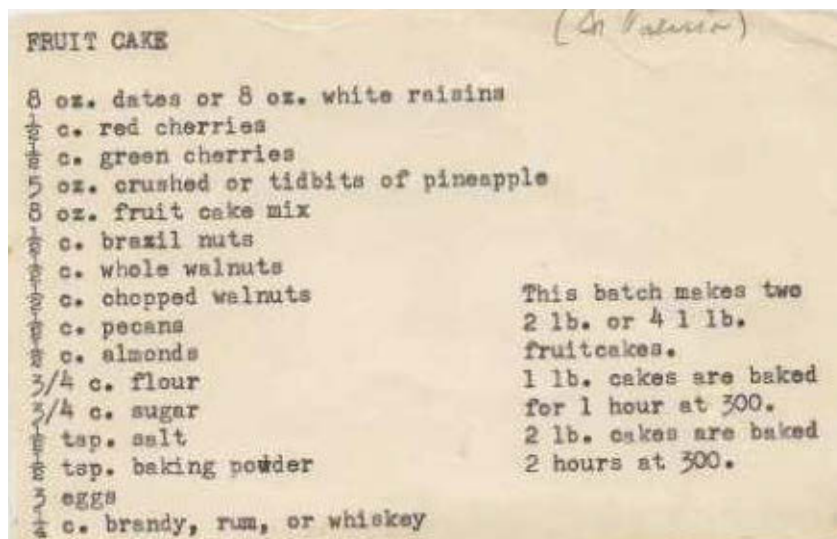 FRUIT CAKE
8 oz. dates or 8 oz. white raisins
½ c. red cherries
½ c. green cherries
5 oz. crushed or tidbits of pineapple
8 oz. fruit cake mix
½ c. brazil nuts
½ c. whole walnuts
½ c. chopped walnuts
½ c. pecans
½ c. almonds
3/4 c. flour
3/4 c. sugar
½ tsp. salt
½ tsp. baking powder
3 eggs
¼ c. brandy, rum, or whiskey
This batch makes two
2 lb. or 4 1 lb.
fruitcakes.
1 lb. cakes are baked
for 1 hour at 300.
2 lb. cakes are baked
2 hours at 300.